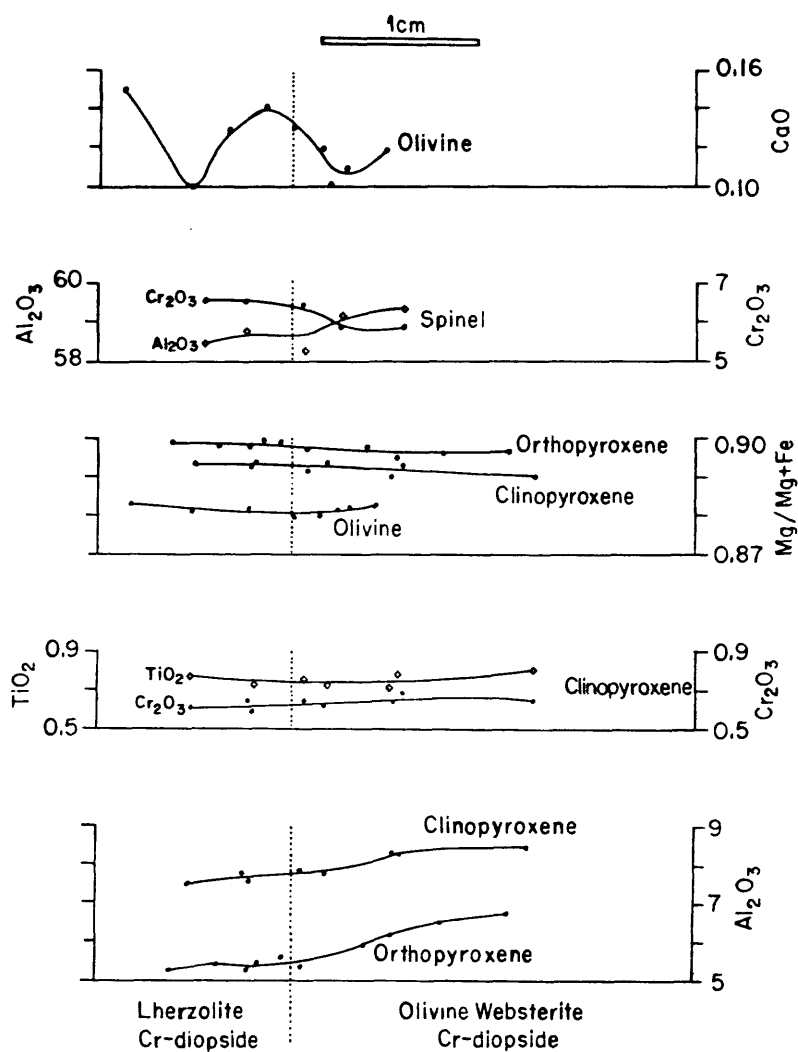 1cm
0.16
CaO
Olivine
0.10
60
7
Al₂O₃
Cr₂O₃
Cr₂O₃
Spinel
Al₂O₃
58
5
0.90
Orthopyroxene
Mg/Mg+Fe
Clinopyroxene
Olivine
0.87
0.9
0.9
TiO₂
TiO₂
Clinopyroxene
Cr₂O₃
Cr₂O₃
0.5
0.5
Clinopyroxene
9
Al₂O₃
7
Orthopyroxene
5
Lherzolite
Cr-diopside
Olivine Websterite
Cr-diopside